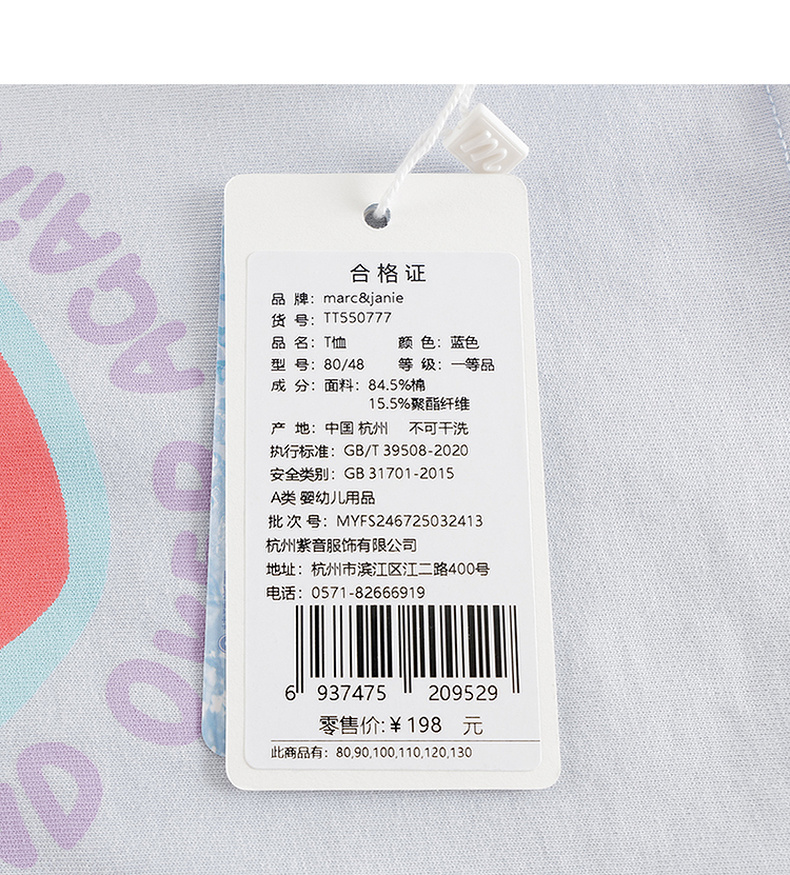 合格证
品 牌：marc&janie
货 号：TT550777
品 名：T恤 颜 色：蓝色
型 号：80/48 等 级：一等品
成 分：面料：84.5%棉
15.5%聚酯纤维
产 地：中国 杭州 不可干洗
执行标准：GB/T 39508-2020
安全类别：GB 31701-2015
A类 婴幼儿用品
批 次 号：MYFS246725032413
杭州紫音服饰有限公司
地址：杭州市滨江区江二路400号
电话：0571-82666919
6 937475 209529
零售价:￥198 元
此商品有：80,90,100,110,120,130